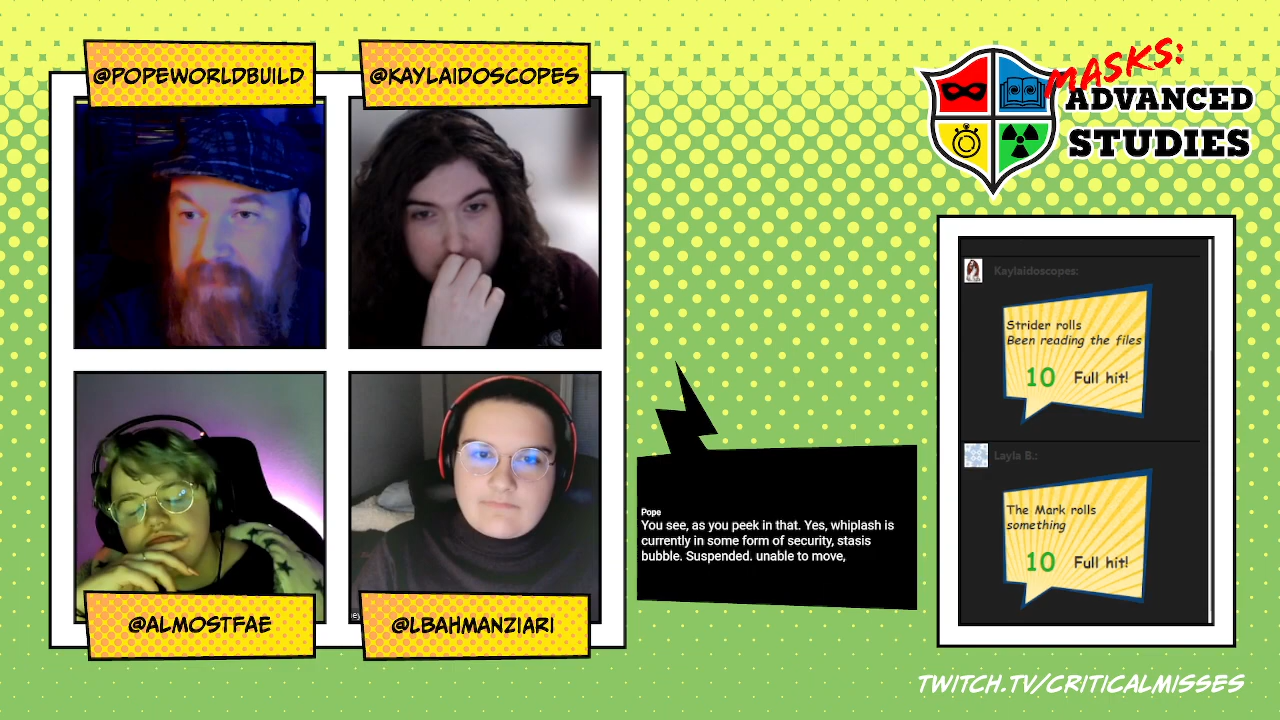 @POPEWORLDBUILD
@KAYLAIDOSCOPES
MASKS:
ADVANCED
STUDIES
Kaylaidoscopes:
Strider rolls
Been reading the files
10 Full hit!
Layla B.:
The Mark rolls
something
10 Full hit!
Pope
You see, as you peek in that. Yes, whiplash is
currently in some form of security, stasis
bubble. Suspended. unable to move,
@ALMOSTFAE
@LBAHMANZIARI
TWITCH.TV/CRITICALMISSES